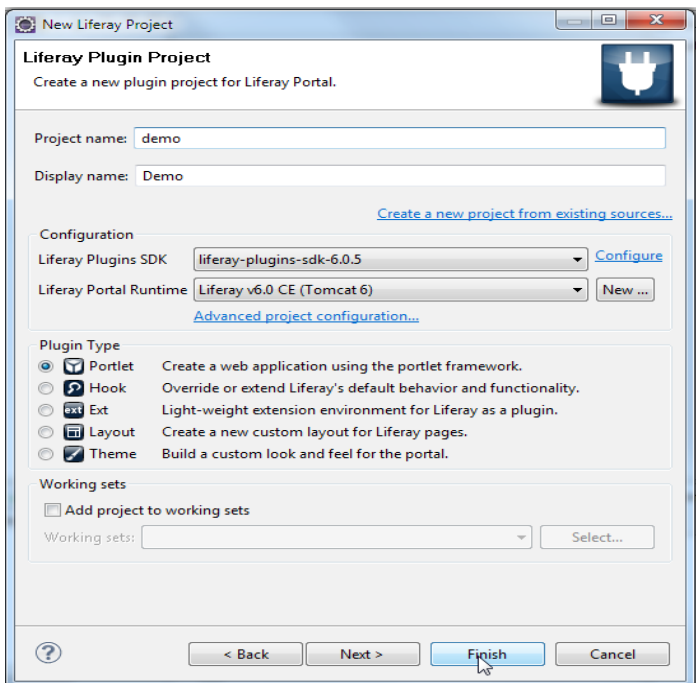 New Liferay Project
Liferay Plugin Project
Create a new plugin project for Liferay Portal.
Project name: demo
Display name: Demo
Create a new project from existing sources...
Configuration
Liferay Plugins SDK liferay-plugins-sdk-6.0.5 Configure
Liferay Portal Runtime Liferay v6.0 CE (Tomcat 6) New ...
Advanced project configuration...
Plugin Type
Portlet Create a web application using the portlet framework.
Hook Override or extend Liferay's default behavior and functionality.
ext Ext Light-weight extension environment for Liferay as a plugin.
Layout Create a new custom layout for Liferay pages.
Theme Build a custom look and feel for the portal.
Working sets
Add project to working sets
Working sets: Select...
? < Back Next > Finish Cancel